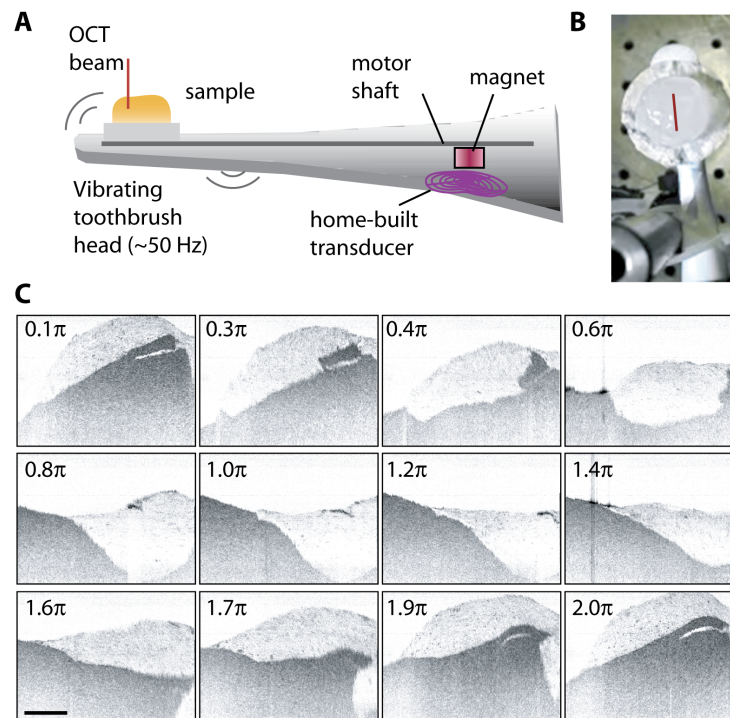 A
B
OCT
beam
sample
motor
shaft
magnet
Vibrating
toothbrush
head (~50 Hz)
home-built
transducer
C
0.1π
0.3π
0.4π
0.6π
0.8π
1.0π
1.2π
1.4π
1.6π
1.7π
1.9π
2.0π